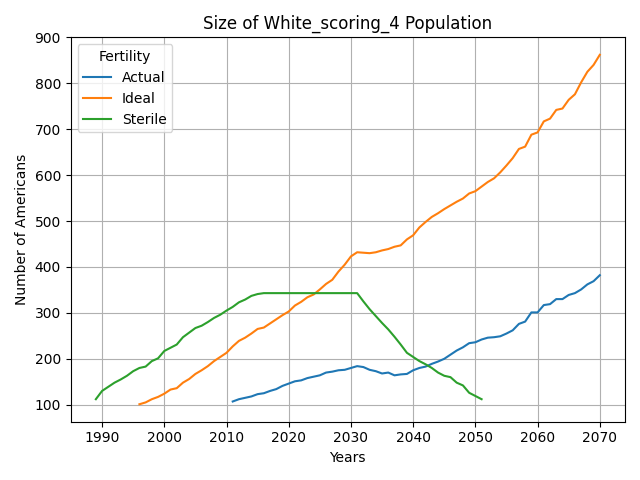 Size of White_scoring_4 Population
Number of Americans
900
800
700
600
500
400
300
200
100
Fertility
Actual
Ideal
Sterile
1990 2000 2010 2020 2030 2040 2050 2060 2070
Years